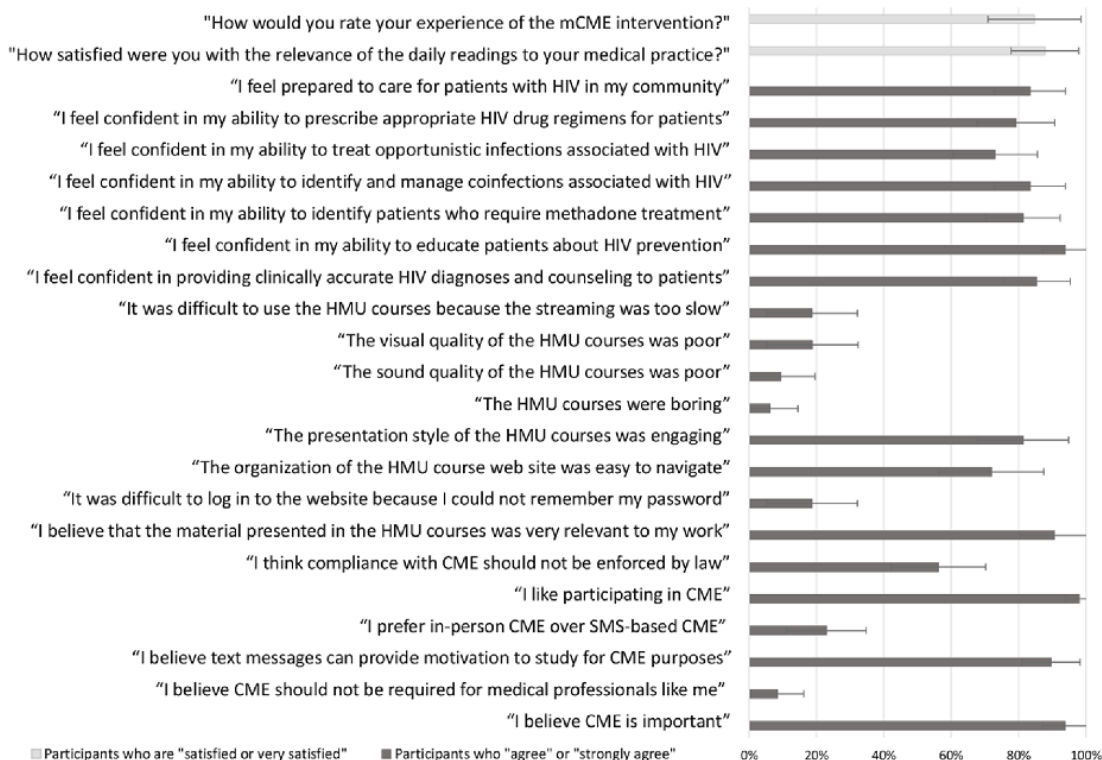 "How would you rate your experience of the mCME intervention?"
"How satisfied were you with the relevance of the daily readings to your medical practice?"
“I feel prepared to care for patients with HIV in my community”
“I feel confident in my ability to prescribe appropriate HIV drug regimens for patients”
“I feel confident in my ability to treat opportunistic infections associated with HIV”
“I feel confident in my ability to identify and manage coinfections associated with HIV”
“I feel confident in my ability to identify patients who require methadone treatment”
“I feel confident in my ability to educate patients about HIV prevention”
“I feel confident in providing clinically accurate HIV diagnoses and counseling to patients”
“It was difficult to use the HMU courses because the streaming was too slow”
“The visual quality of the HMU courses was poor”
“The sound quality of the HMU courses was poor”
“The HMU courses were boring”
“The presentation style of the HMU courses was engaging”
“The organization of the HMU course web site was easy to navigate”
“It was difficult to log in to the website because I could not remember my password”
“I believe that the material presented in the HMU courses was very relevant to my work”
“I think compliance with CME should not be enforced by law”
“I like participating in CME”
“I prefer in-person CME over SMS-based CME”
“I believe text messages can provide motivation to study for CME purposes”
“I believe CME should not be required for medical professionals like me”
“I believe CME is important”
Participants who are "satisfied or very satisfied" Participants who "agree" or "strongly agree" 0% 20% 40% 60% 80% 100%